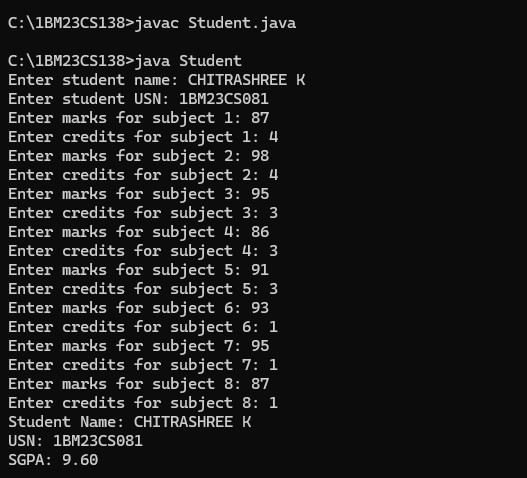 C:\1BM23CS138>javac Student.java
C:\1BM23CS138>java Student
Enter student name: CHITRASHREE K
Enter student USN: 1BM23CS081
Enter marks for subject 1: 87
Enter credits for subject 1: 4
Enter marks for subject 2: 98
Enter credits for subject 2: 4
Enter marks for subject 3: 95
Enter credits for subject 3: 3
Enter marks for subject 4: 86
Enter credits for subject 4: 3
Enter marks for subject 5: 91
Enter credits for subject 5: 3
Enter marks for subject 6: 93
Enter credits for subject 6: 1
Enter marks for subject 7: 95
Enter credits for subject 7: 1
Enter marks for subject 8: 87
Enter credits for subject 8: 1
Student Name: CHITRASHREE K
USN: 1BM23CS081
SGPA: 9.60